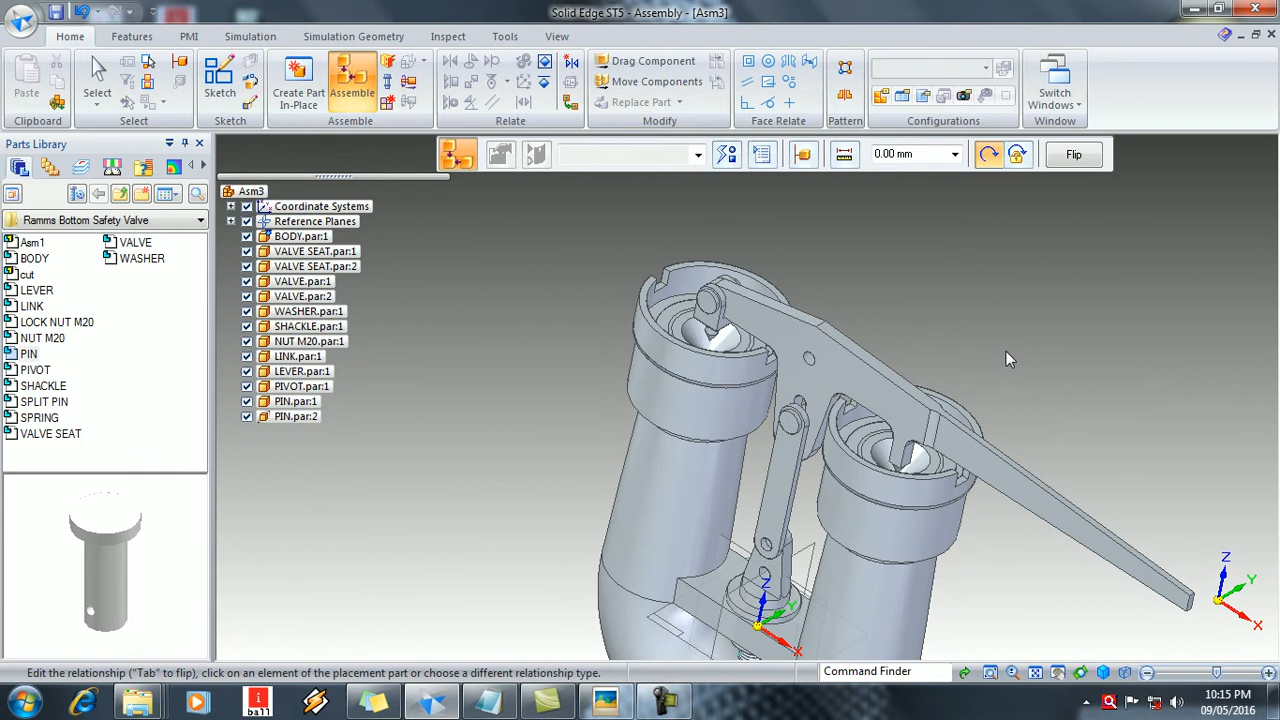 Solid Edge ST5 - Assembly - [Asm3]
Home Features PMI Simulation Simulation Geometry Inspect Tools View
Paste Select Sketch Create Part In-Place Assemble Drag Component Move Components Replace Part Switch Windows
Clipboard Select Sketch Assemble Relate Modify Face Relate Pattern Configurations Window
Parts Library
0.00 mm Flip
Ramms Bottom Safety Valve
Asm1 VALVE
BODY WASHER
cut
LEVER
LINK
LOCK NUT M20
NUT M20
PIN
PIVOT
SHACKLE
SPLIT PIN
SPRING
VALVE SEAT
Asm3
Coordinate Systems
Reference Planes
BODY.par:1
VALVE SEAT.par:1
VALVE SEAT.par:2
VALVE.par:1
VALVE.par:2
WASHER.par:1
SHACKLE.par:1
NUT M20.par:1
LINK.par:1
LEVER.par:1
PIVOT.par:1
PIN.par:1
PIN.par:2
Z
Y
X
Z
Y
X
Edit the relationship ("Tab" to flip), click on an element of the placement part or choose a different relationship type.
Command Finder
i
ball
10:15 PM
09/05/2016